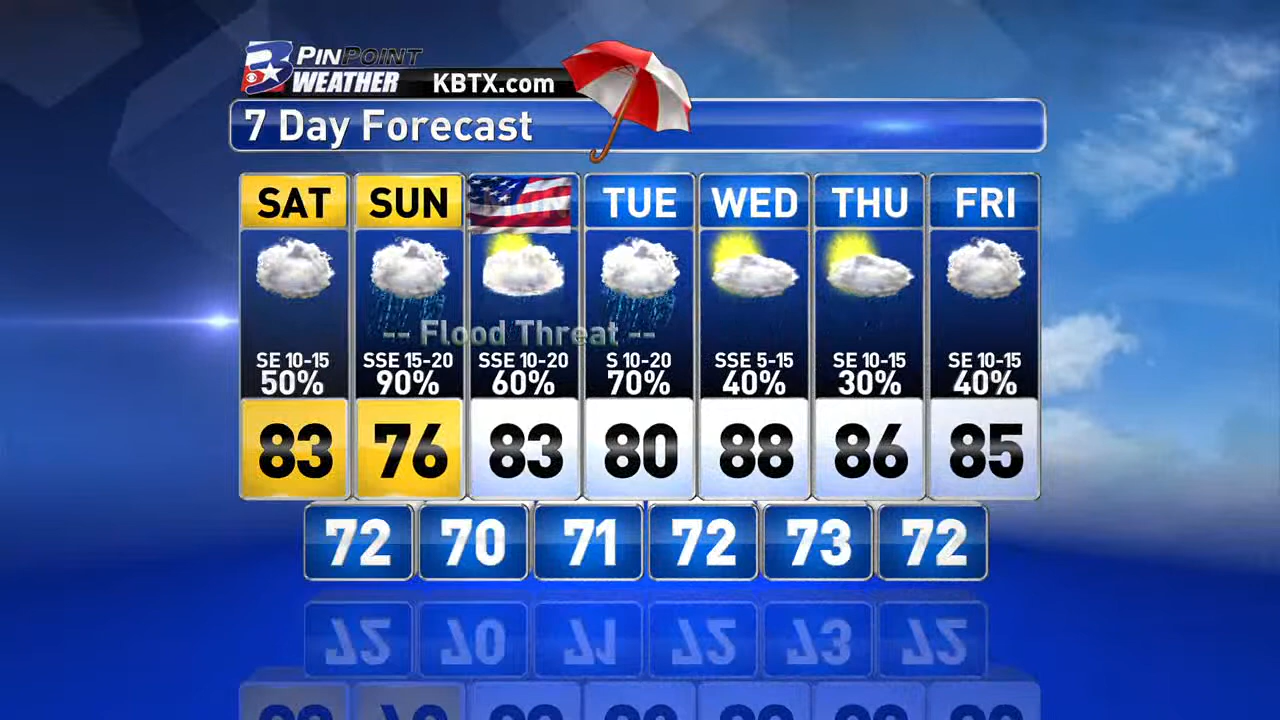 PINPOINT
WEATHER KBTX.com
7 Day Forecast
SAT SUN TUE WED THU FRI
-- Flood Threat --
SE 10-15 SSE 15-20 SSE 10-20 S 10-20 SSE 5-15 SE 10-15 SE 10-15
50% 90% 60% 70% 40% 30% 40%
83 76 83 80 88 86 85
72 70 71 72 73 72